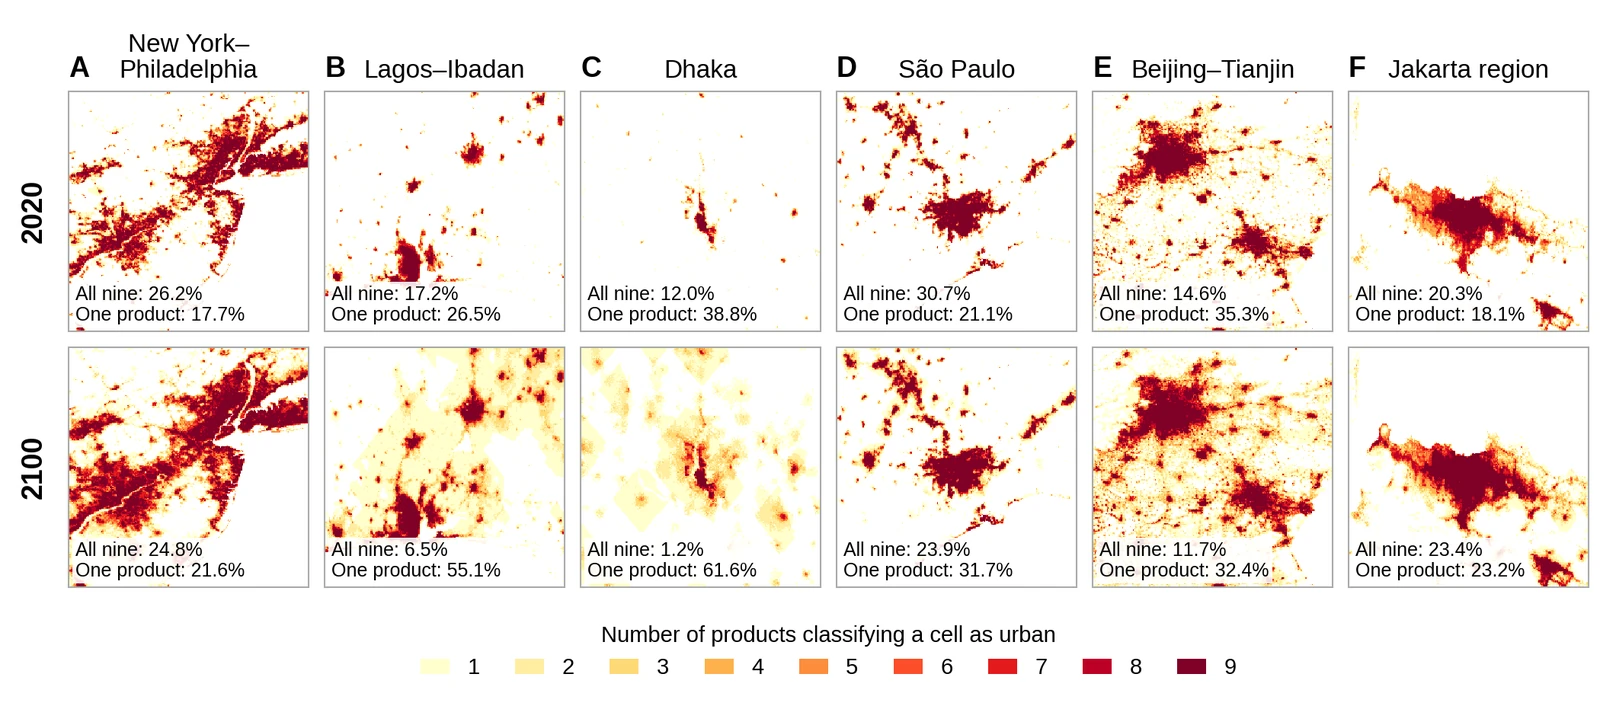 New York–
Philadelphia
A
B Lagos–Ibadan
C Dhaka
D São Paulo
E Beijing–Tianjin
F Jakarta region
2020
All nine: 26.2%
One product: 17.7%
All nine: 17.2%
One product: 26.5%
All nine: 12.0%
One product: 38.8%
All nine: 30.7%
One product: 21.1%
All nine: 14.6%
One product: 35.3%
All nine: 20.3%
One product: 18.1%
2100
All nine: 24.8%
One product: 21.6%
All nine: 6.5%
One product: 55.1%
All nine: 1.2%
One product: 61.6%
All nine: 23.9%
One product: 31.7%
All nine: 11.7%
One product: 32.4%
All nine: 23.4%
One product: 23.2%
Number of products classifying a cell as urban
1 2 3 4 5 6 7 8 9